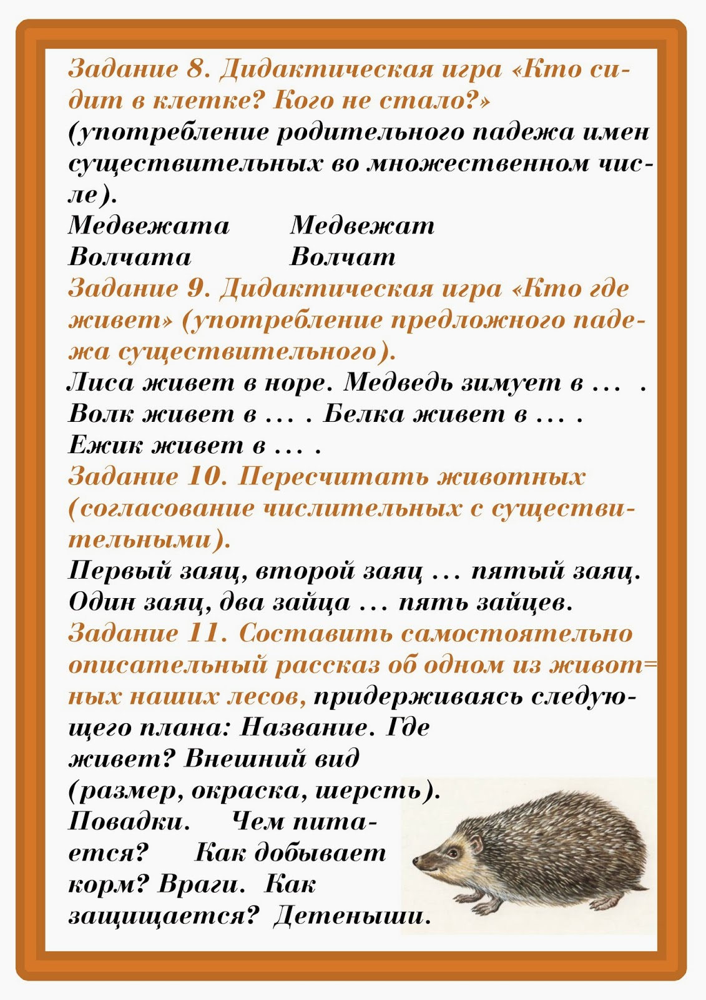 Задание 8. Дидактическая игра «Кто си-
дит в клетке? Кого не стало?»
(употребление родительного падежа имен
существительных во множественном чис-
ле).
Медвежата Медвежат
Волчата Волчат
Задание 9. Дидактическая игра «Кто где
живет» (употребление предложного паде-
жа существительного).
Лиса живет в норе. Медведь зимует в … .
Волк живет в … . Белка живет в … .
Ежик живет в … .
Задание 10. Пересчитать животных
(согласование числительных с существи-
тельными).
Первый заяц, второй заяц … пятый заяц.
Один заяц, два зайца … пять зайцев.
Задание 11. Составить самостоятельно
описательный рассказ об одном из живот=
ных наших лесов, придерживаясь следую-
щего плана: Название. Где
живет? Внешний вид
(размер, окраска, шерсть).
Повадки. Чем пита-
ется? Как добывает
корм? Враги. Как
защищается? Детеныши.